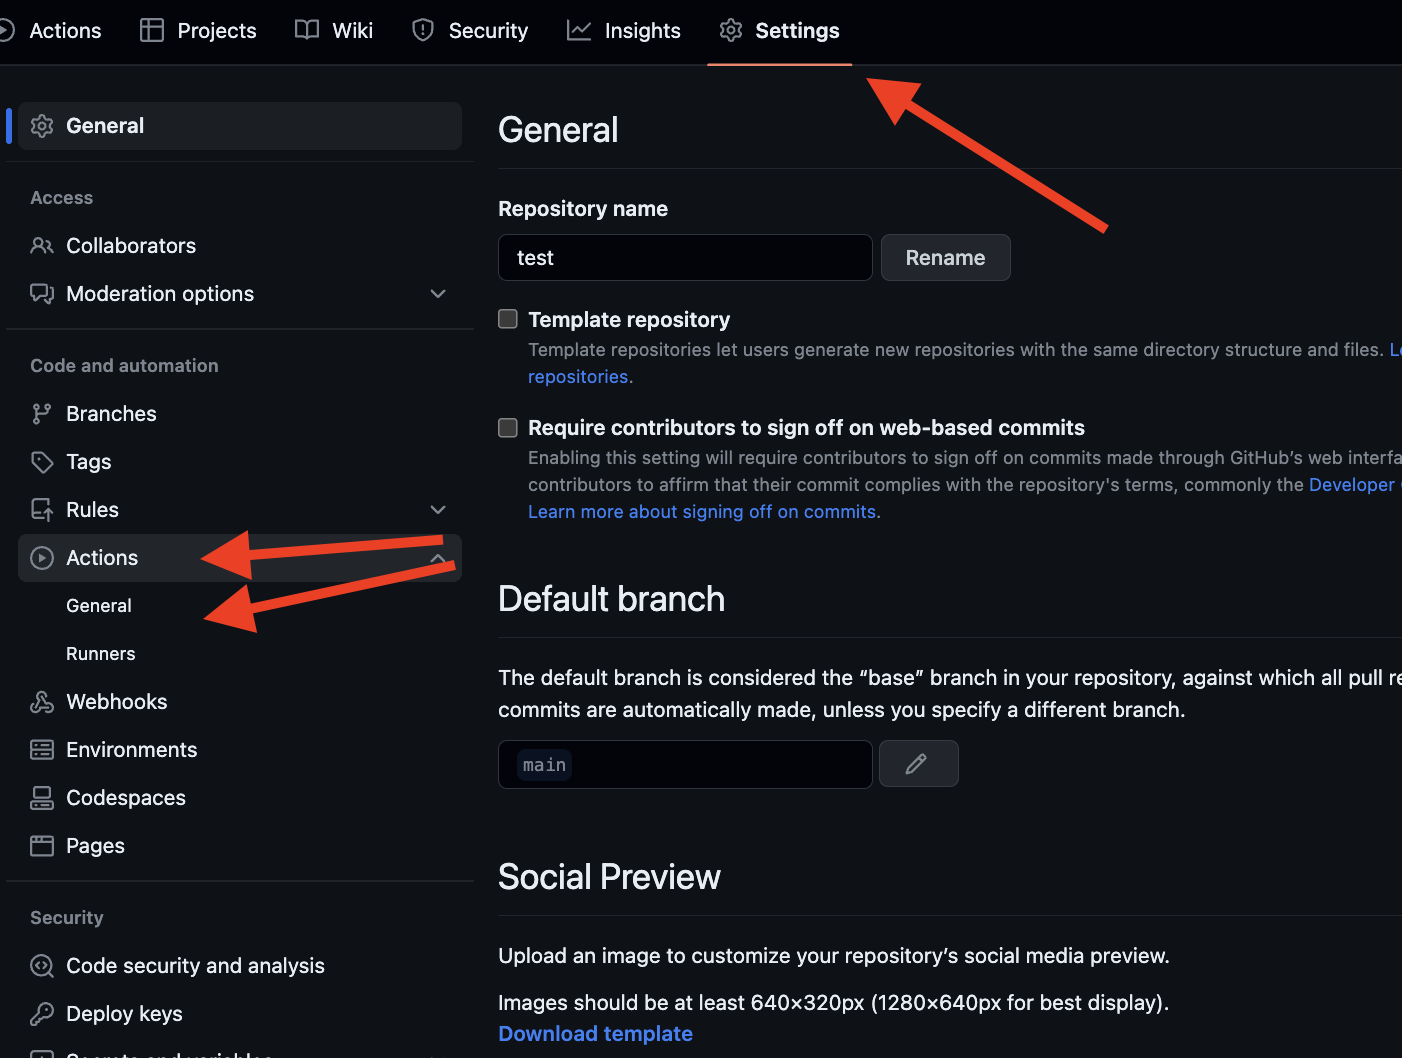 Actions Projects Wiki Security Insights Settings
General
Access
Collaborators
Moderation options
Code and automation
Branches
Tags
Rules
Actions
General
Runners
Webhooks
Environments
Codespaces
Pages
Security
Code security and analysis
Deploy keys
Secrets and variables
General
Repository name
test Rename
Template repository
Template repositories let users generate new repositories with the same directory structure and files.
repositories.
Require contributors to sign off on web-based commits
Enabling this setting will require contributors to sign off on commits made through GitHub’s web
contributors to affirm that their commit complies with the repository's terms, commonly the Developer
Learn more about signing off on commits.
Default branch
The default branch is considered the “base” branch in your repository, against which all pull
commits are automatically made, unless you specify a different branch.
main
Social Preview
Upload an image to customize your repository’s social media preview.
Images should be at least 640×320px (1280×640px for best display).
Download template